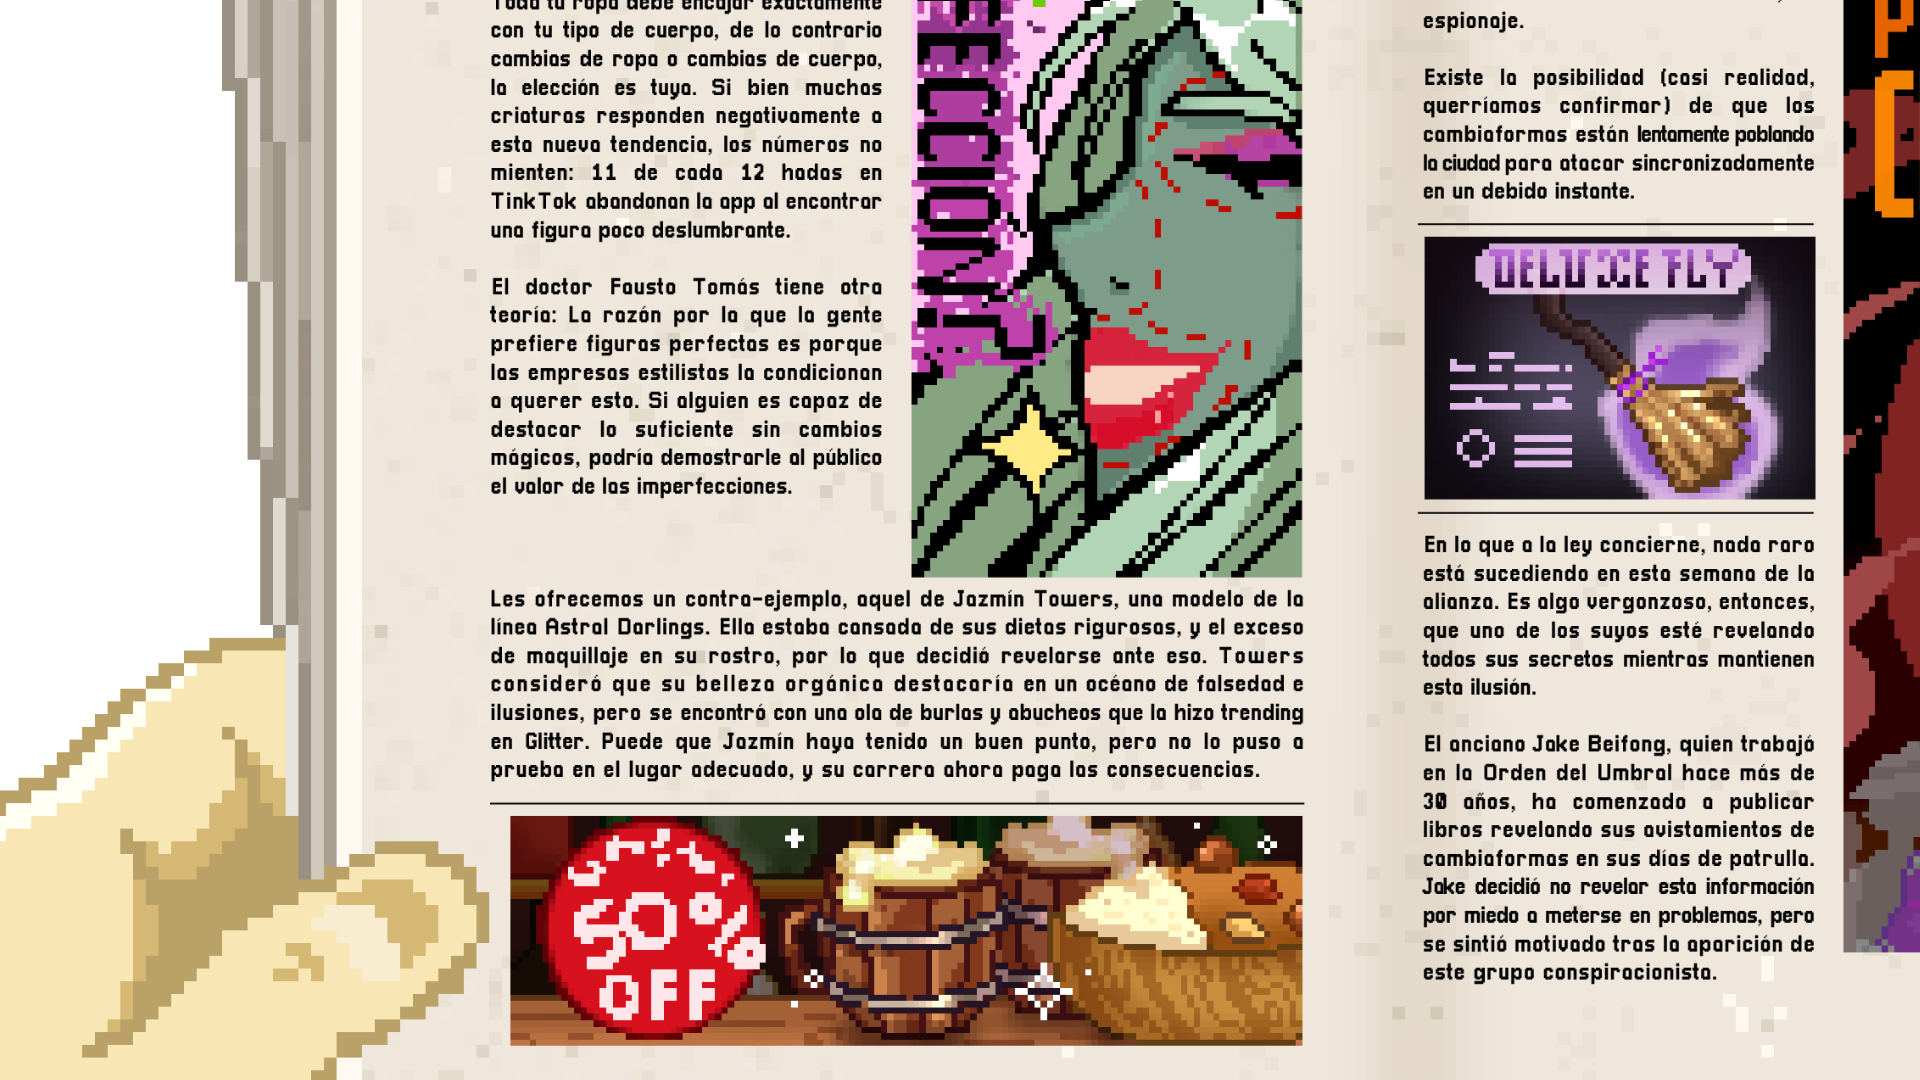 Toda tu ropa debe encajar exactamente
con tu tipo de cuerpo, de lo contrario
cambias de ropa o cambias de cuerpo,
la elección es tuya. Si bien muchas
criaturas responden negativamente a
esta nueva tendencia, los números no
mienten: 11 de cada 12 hadas en
TinkTok abandonan la app al encontrar
una figura poco deslumbrante.
El doctor Fausto Tomás tiene otra
teoría: La razón por la que la gente
prefiere figuras perfectas es porque
las empresas estilistas la condicionan
a querer esto. Si alguien es capaz de
destacar lo suficiente sin cambios
mágicos, podría demostrarle al público
el valor de las imperfecciones.
ECCIÓN?
Les ofrecemos un contra-ejemplo, aquel de Jazmín Towers, una modelo de la
línea Astral Darlings. Ella estaba cansada de sus dietas rigurosas, y el exceso
de maquillaje en su rostro, por lo que decidió revelarse ante eso. Towers
consideró que su belleza orgánica destacaría en un océano de falsedad e
ilusiones, pero se encontró con una ola de burlas y abucheos que la hizo trending
en Glitter. Puede que Jazmín haya tenido un buen punto, pero no lo puso a
prueba en el lugar adecuado, y su carrera ahora paga las consecuencias.
50%
OFF
espionaje.
Existe la posibilidad (casi realidad,
querríamos confirmar) de que los
cambiaformas están lentamente poblando
la ciudad para atacar sincronizadamente
en un debido instante.
DELUXE FLY
En lo que a la ley concierne, nada raro
está sucediendo en esta semana de la
alianza. Es algo vergonzoso, entonces,
que uno de los suyos esté revelando
todos sus secretos mientras mantienen
esta ilusión.
El anciano Jake Beifong, quien trabajó
en la Orden del Umbral hace más de
30 años, ha comenzado a publicar
libros revelando sus avistamientos de
cambiaformas en sus días de patrulla.
Jake decidió no revelar esta información
por miedo a meterse en problemas, pero
se sintió motivado tras la aparición de
este grupo conspiracionista.